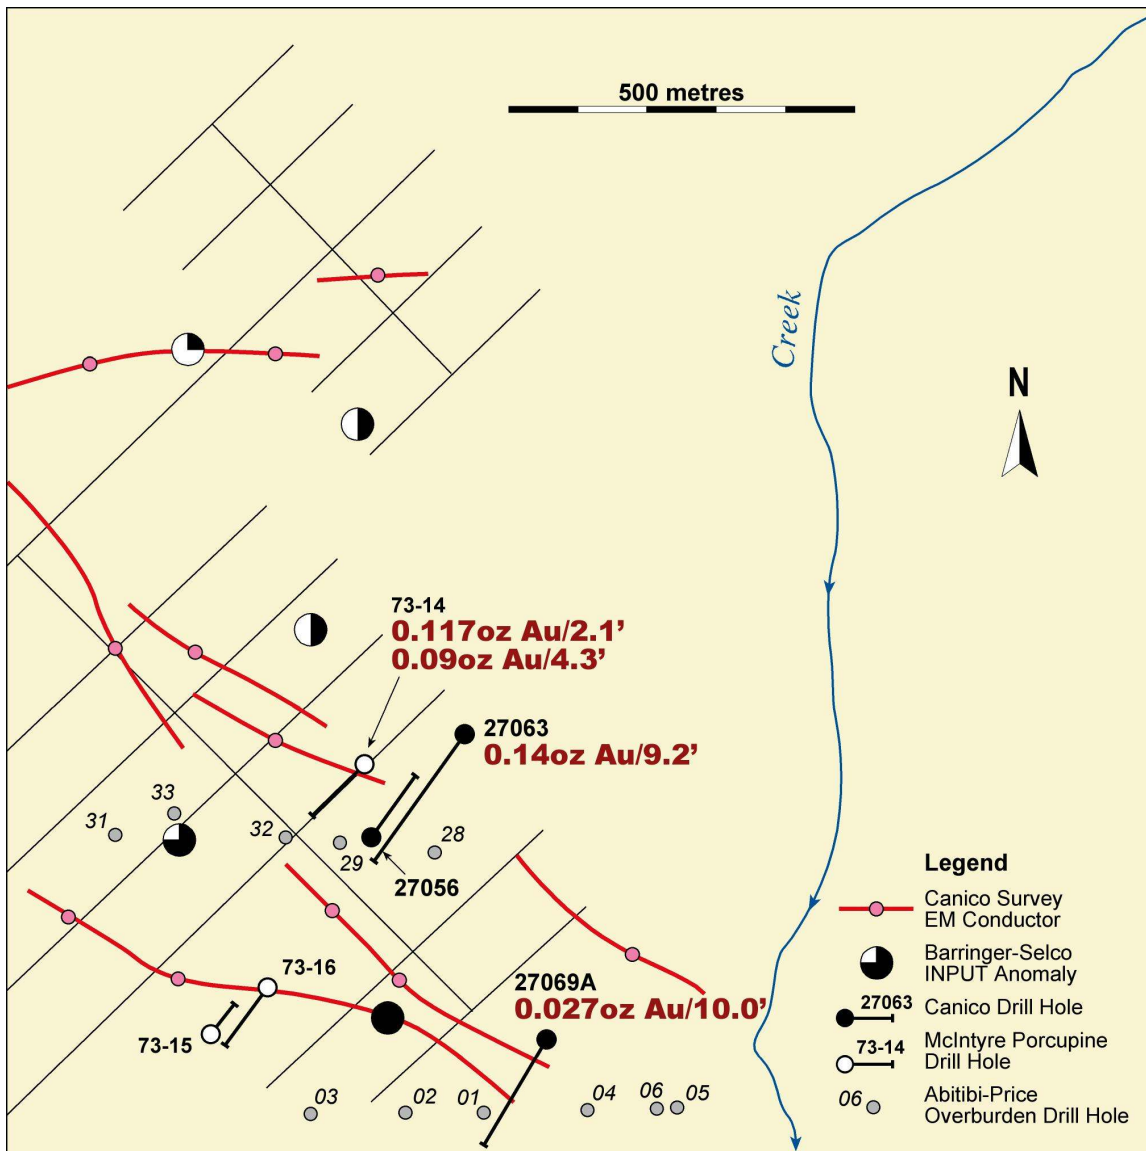 500 metres
Creek
N
73-14
0.117oz Au/2.1’
0.09oz Au/4.3’
27063
0.14oz Au/9.2’
33
31
32
29
28
27056
73-16
27069A
0.027oz Au/10.0’
73-15
03
02
01
04
06
05
Legend
Canico Survey
EM Conductor
Barringer-Selco
INPUT Anomaly
27063
Canico Drill Hole
73-14
McIntyre Porcupine
Drill Hole
06
Abitibi-Price
Overburden Drill Hole